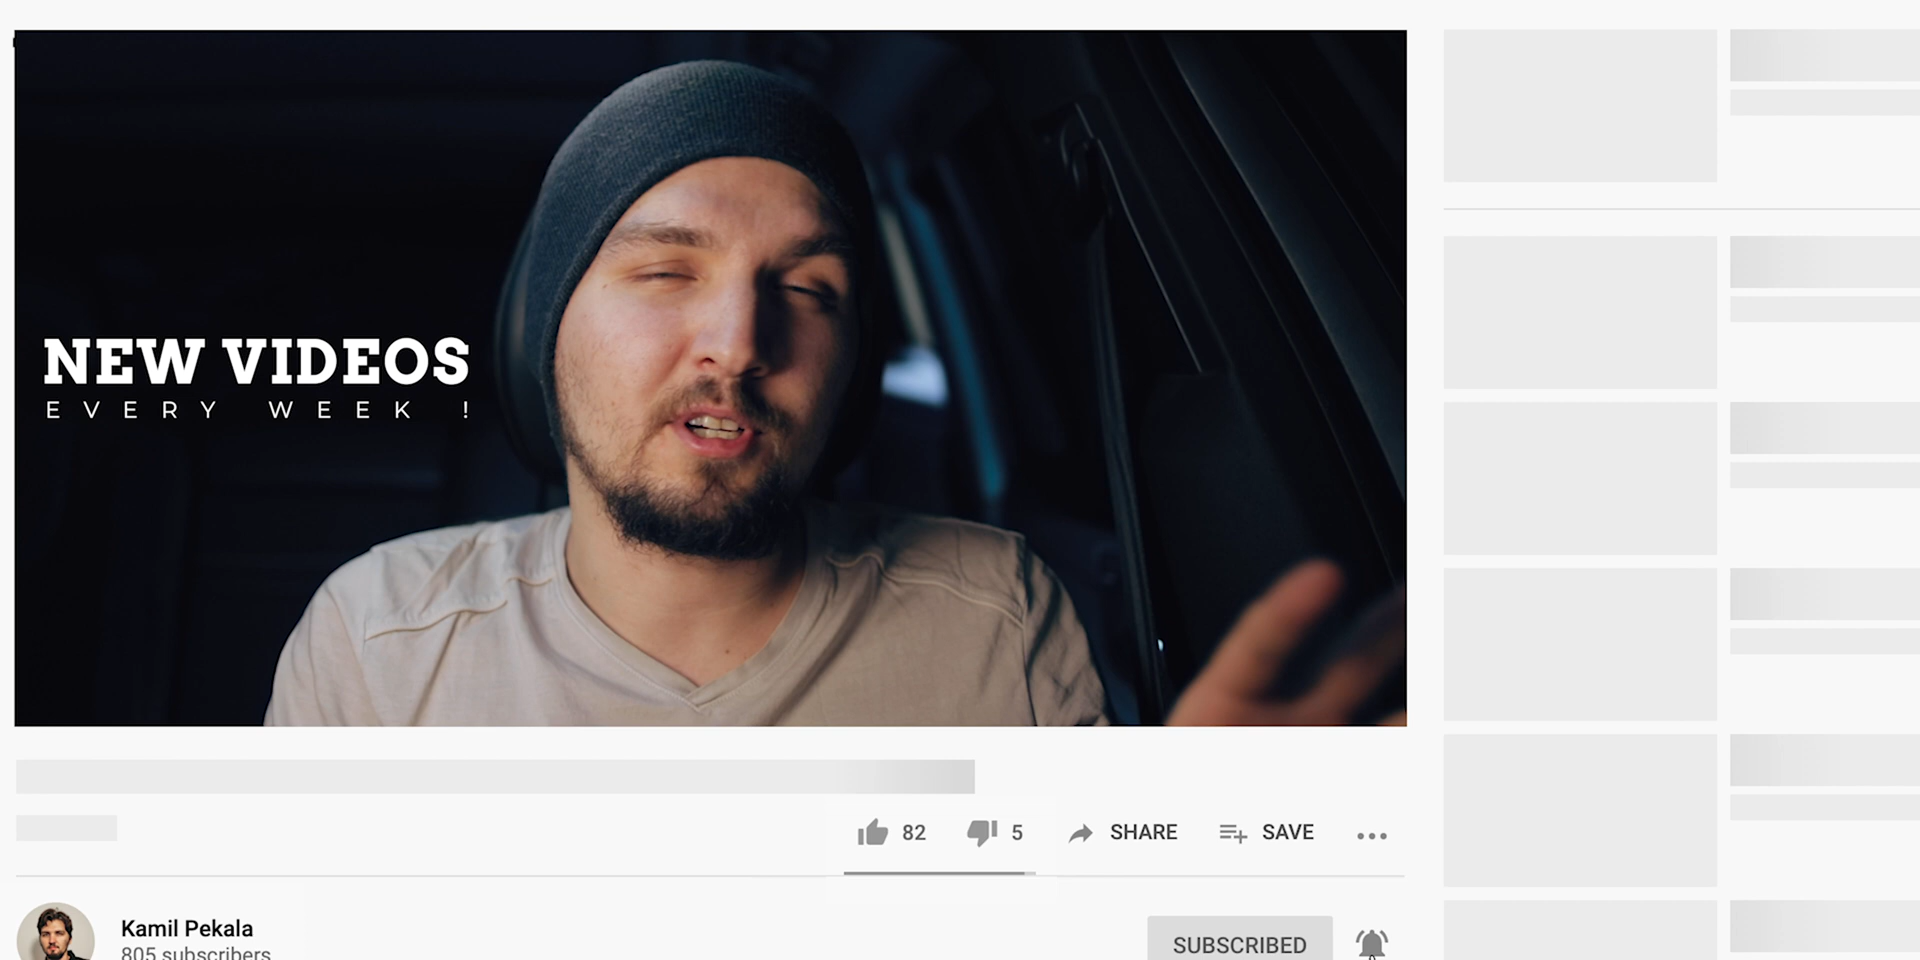 NEW VIDEOS
EVERY WEEK !
82 5 SHARE SAVE
Kamil Pekala
805 subscribers
SUBSCRIBED